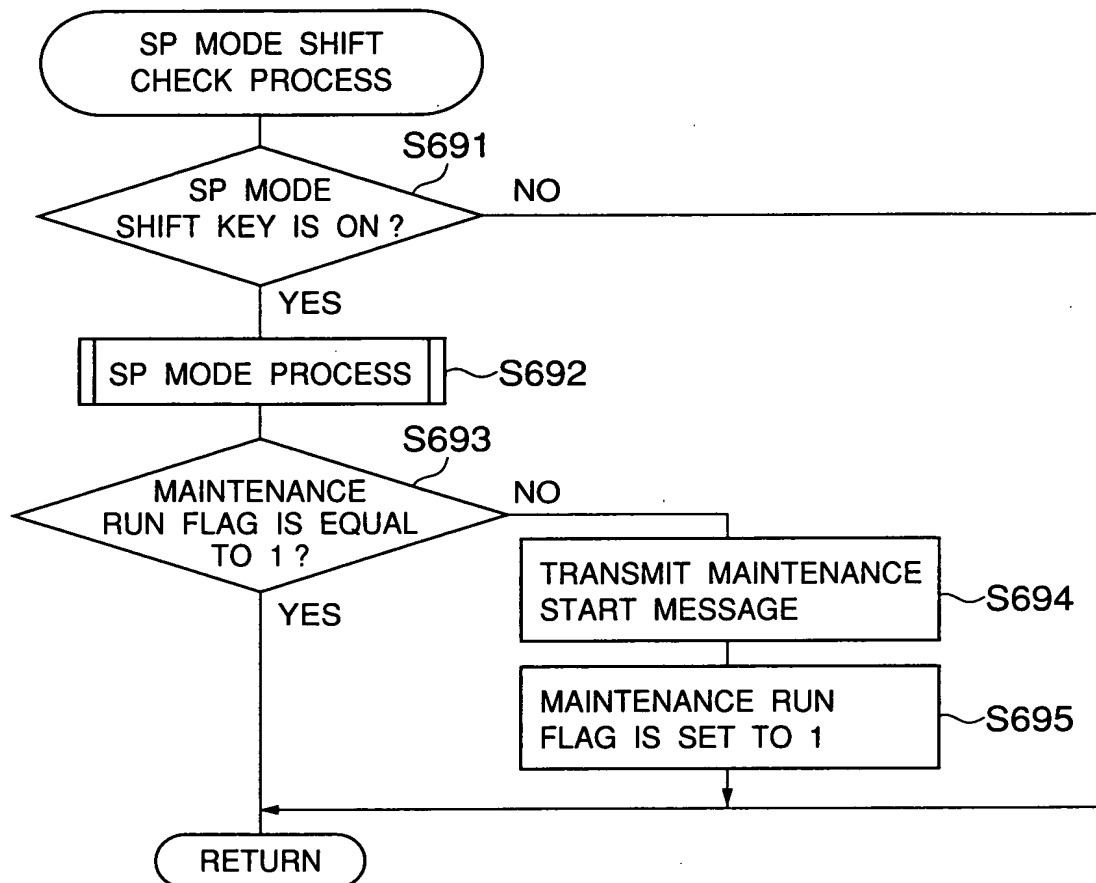 SP MODE SHIFT
CHECK PROCESS
S691
SP MODE
SHIFT KEY IS ON ?
NO
YES
SP MODE PROCESS
S692
S693
MAINTENANCE
RUN FLAG IS EQUAL
TO 1 ?
NO
YES
TRANSMIT MAINTENANCE
START MESSAGE
S694
MAINTENANCE RUN
FLAG IS SET TO 1
S695
RETURN